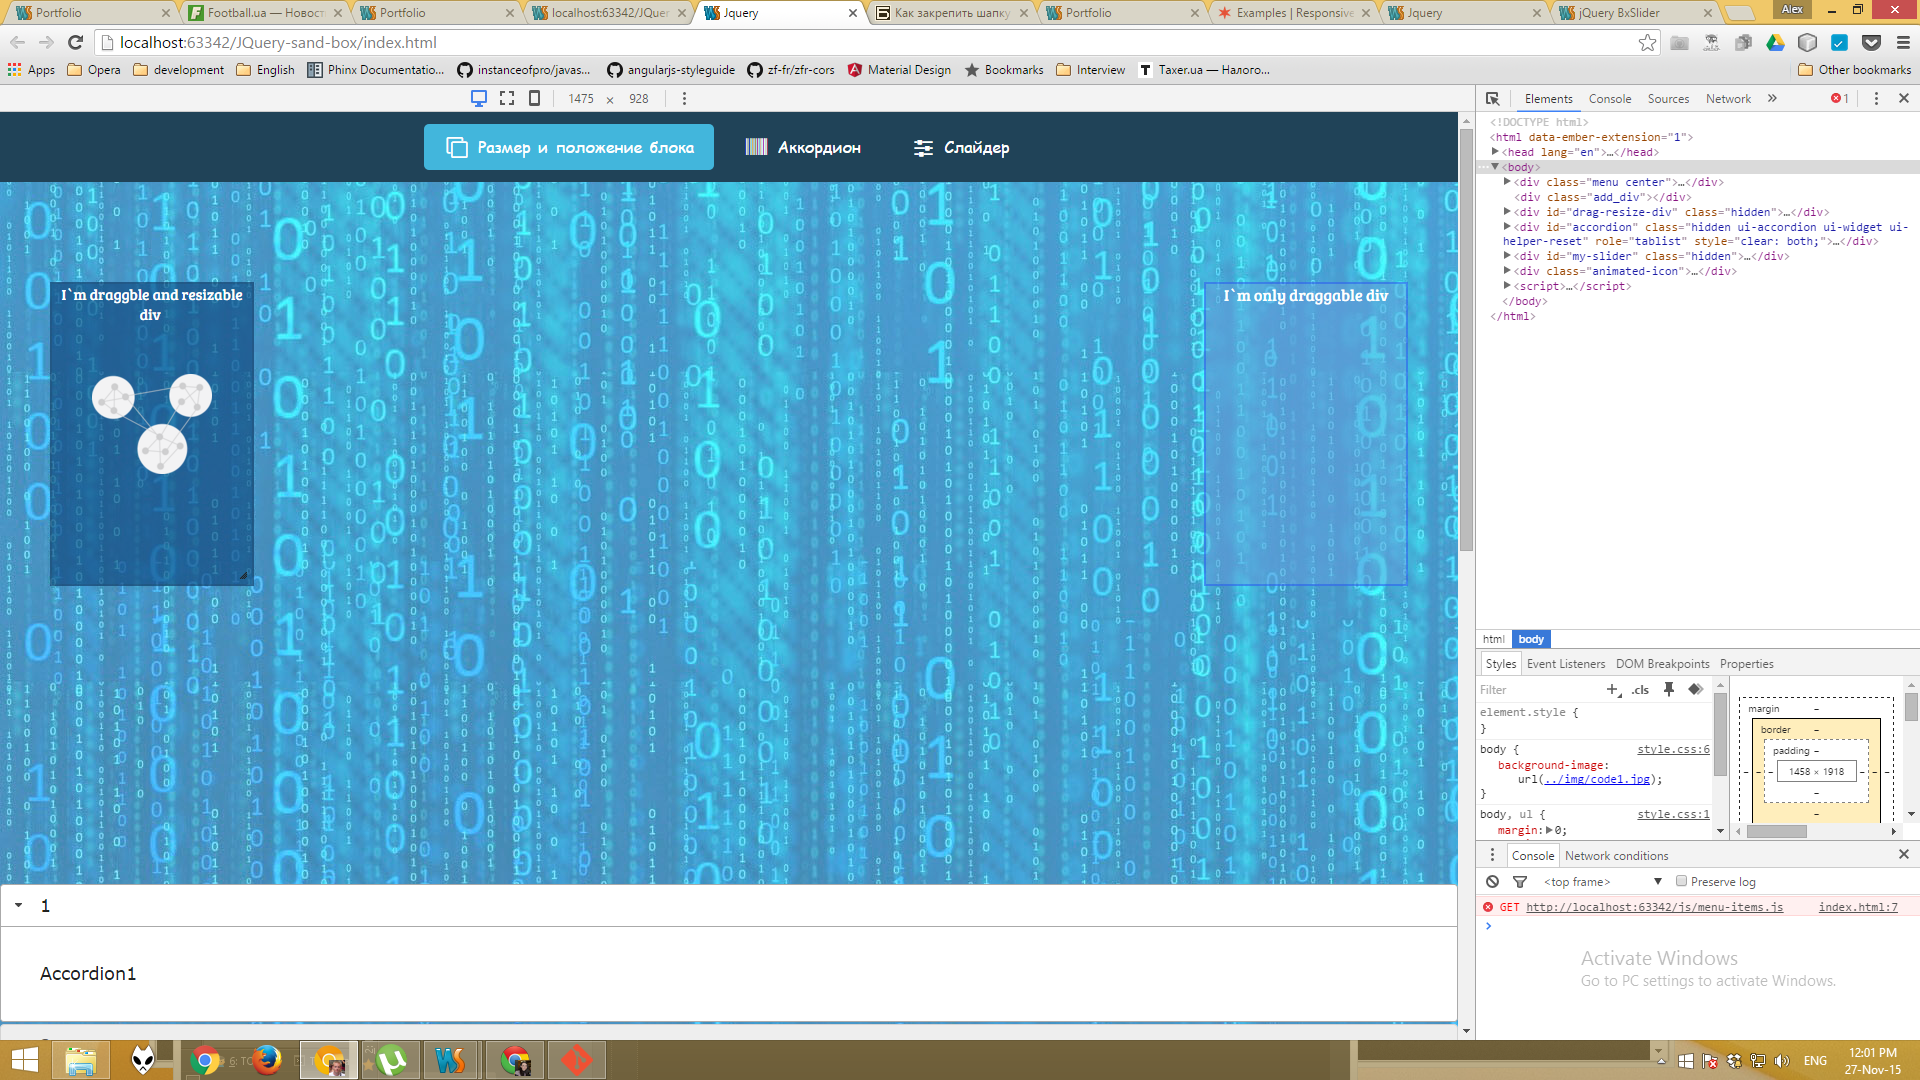 Portfolio
Football.ua — Новост
Portfolio
localhost:63342/JQuer
Jquery
Как закрепить шапку
Portfolio
Examples | Responsive
Jquery
jQuery BxSlider
Alex
localhost:63342/JQuery-sand-box/index.html
Apps
Opera
development
English
Phinx Documentatio...
instanceofpro/javas...
angularjs-styleguide
zf-fr/zfr-cors
Material Design
Bookmarks
Interview
Taxer.ua — Налого...
Other bookmarks
1475 × 928
Размер и положение блока
Аккордион
Слайдер
I`m draggble and resizable
div
I`m only draggable div
1
Accordion1
Elements Console Sources Network » 1
<!DOCTYPE html>
<html data-ember-extension="1">
<head lang="en">…</head>
<body>
<div class="menu center">…</div>
<div class="add_div"></div>
<div id="drag-resize-div" class="hidden">…</div>
<div id="accordion" class="hidden ui-accordion ui-widget ui-
helper-reset" role="tablist" style="clear: both;">…</div>
<div id="my-slider" class="hidden">…</div>
<div class="animated-icon">…</div>
<script>…</script>
</body>
</html>
html body
Styles Event Listeners DOM Breakpoints Properties
Filter
.cls
element.style {
}
body {
style.css:6
background-image:
url(../img/code1.jpg);
}
body, ul {
style.css:1
margin: 0;
margin –
border –
padding –
1458 × 1918
Console Network conditions
<top frame>
Preserve log
GET http://localhost:63342/js/menu-items.js
index.html:7
Activate Windows
Go to PC settings to activate Windows.
ENG
12:01 PM
27-Nov-15